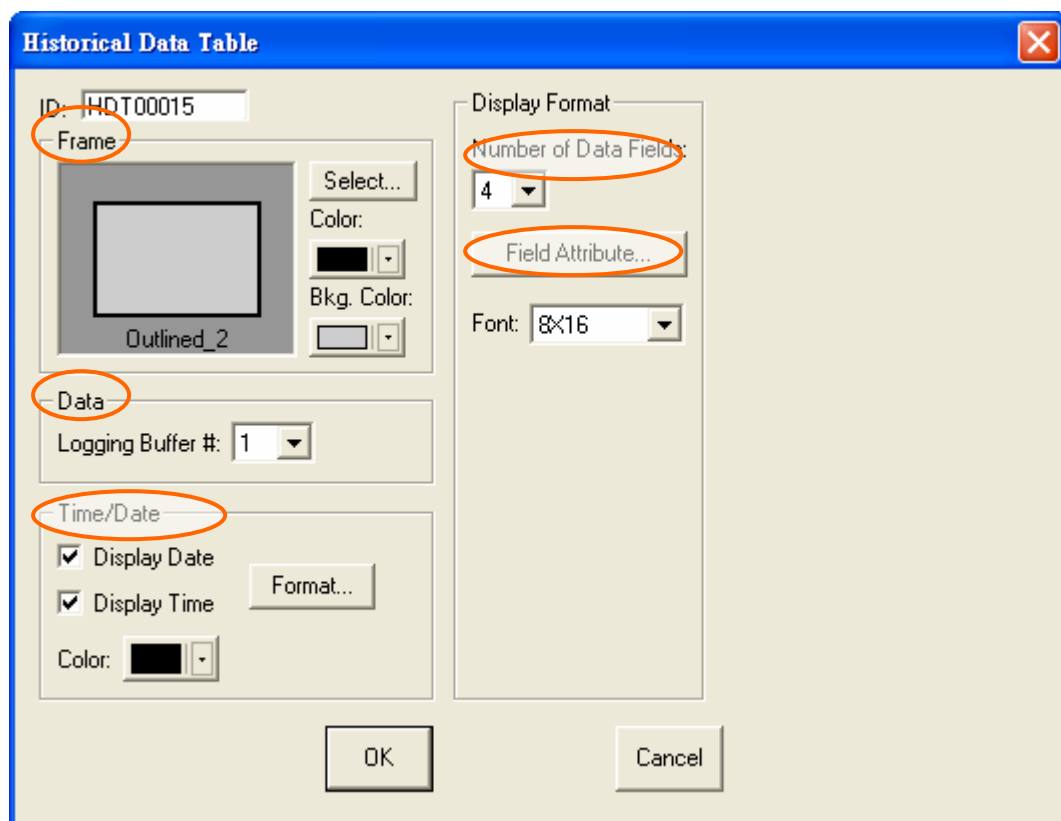 Historical Data Table
ID: HDT00015
Frame
Select...
Color:
Bkg. Color:
Outlined_2
Data
Logging Buffer #: 1
Time/Date
Display Date
Display Time
Format...
Color:
Display Format
Number of Data Fields:
4
Field Attribute...
Font: 8X16
OK
Cancel